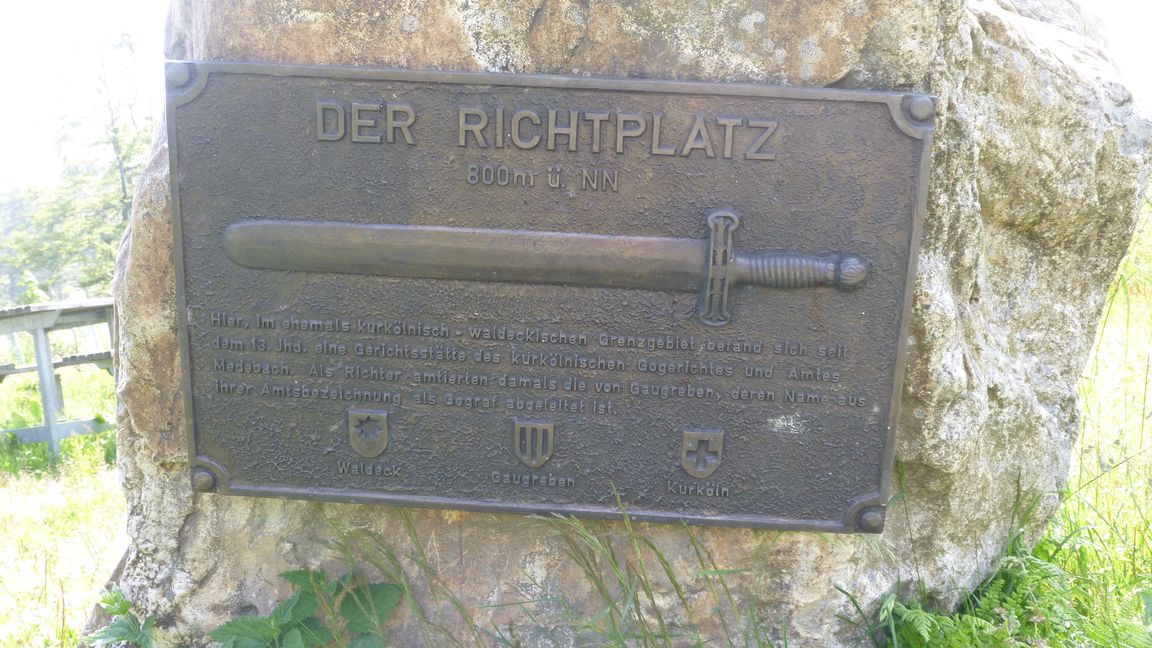 DER RICHTPLATZ
800m ü. NN
Hier, im ehemals kurkölnisch - waldeckischen Grenzgebiet, befand sich seit
dem 13. Jhd. eine Gerichtsstätte des kurkölnischen Gogerichtes und Amtes
Medebach. Als Richter amtierten damals die von Gaugreben, deren Name aus
ihrer Amtsbezeichnung als Gograf abgeleitet ist.
Waldeck Gaugreben Kurköln